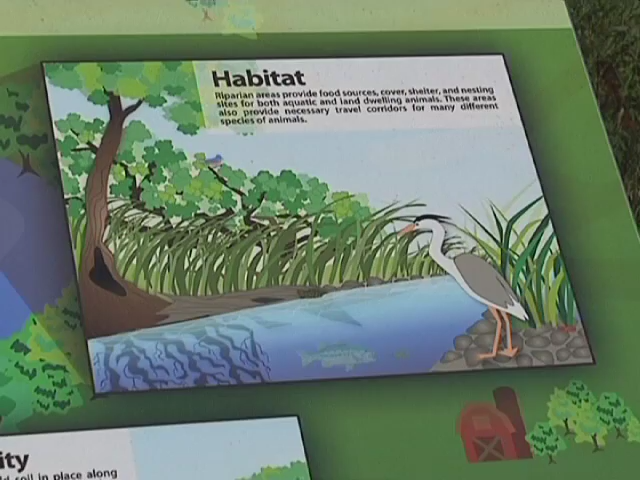 Habitat
Riparian areas provide food sources, cover, shelter, and nesting
sites for both aquatic and land dwelling animals. These areas
also provide necessary travel corridors for many different
species of animals.
ity
soil in place along